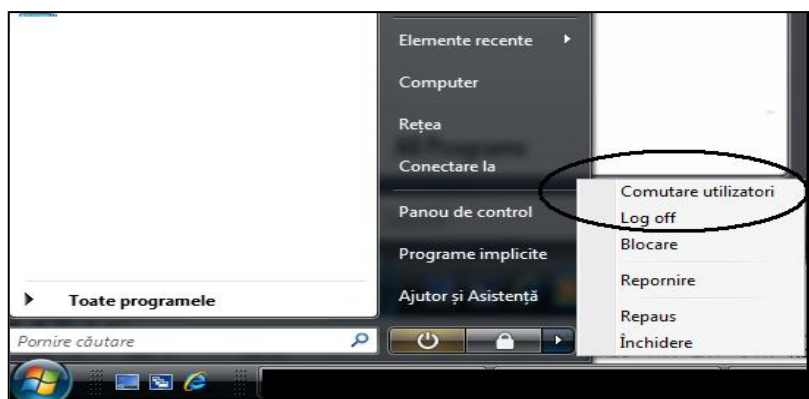 Elemente recente
Computer
Rețea
Conectare la
Panou de control
Programe implicite
Ajutor și Asistență
Toate programele
Pornire căutare
Comutare utilizatori
Log off
Blocare
Repornire
Repaus
Închidere